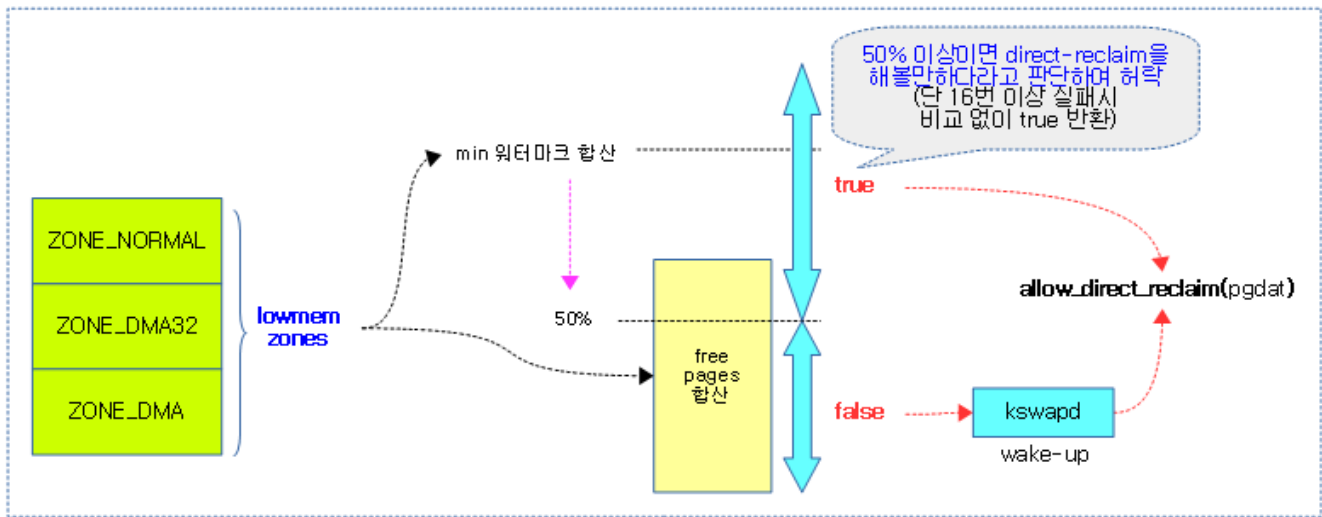 50% 이상이면 direct-reclaim을
해볼만하다라고 판단하여 허락
(단 16번 이상 실패시
비교 없이 true 반환)
min 워터마크 합산
true
ZONE_NORMAL
ZONE_DMA32
ZONE_DMA
lowmem
zones
50%
free
pages
합산
allow_direct_reclaim(pgdat)
false
kswapd
wake-up